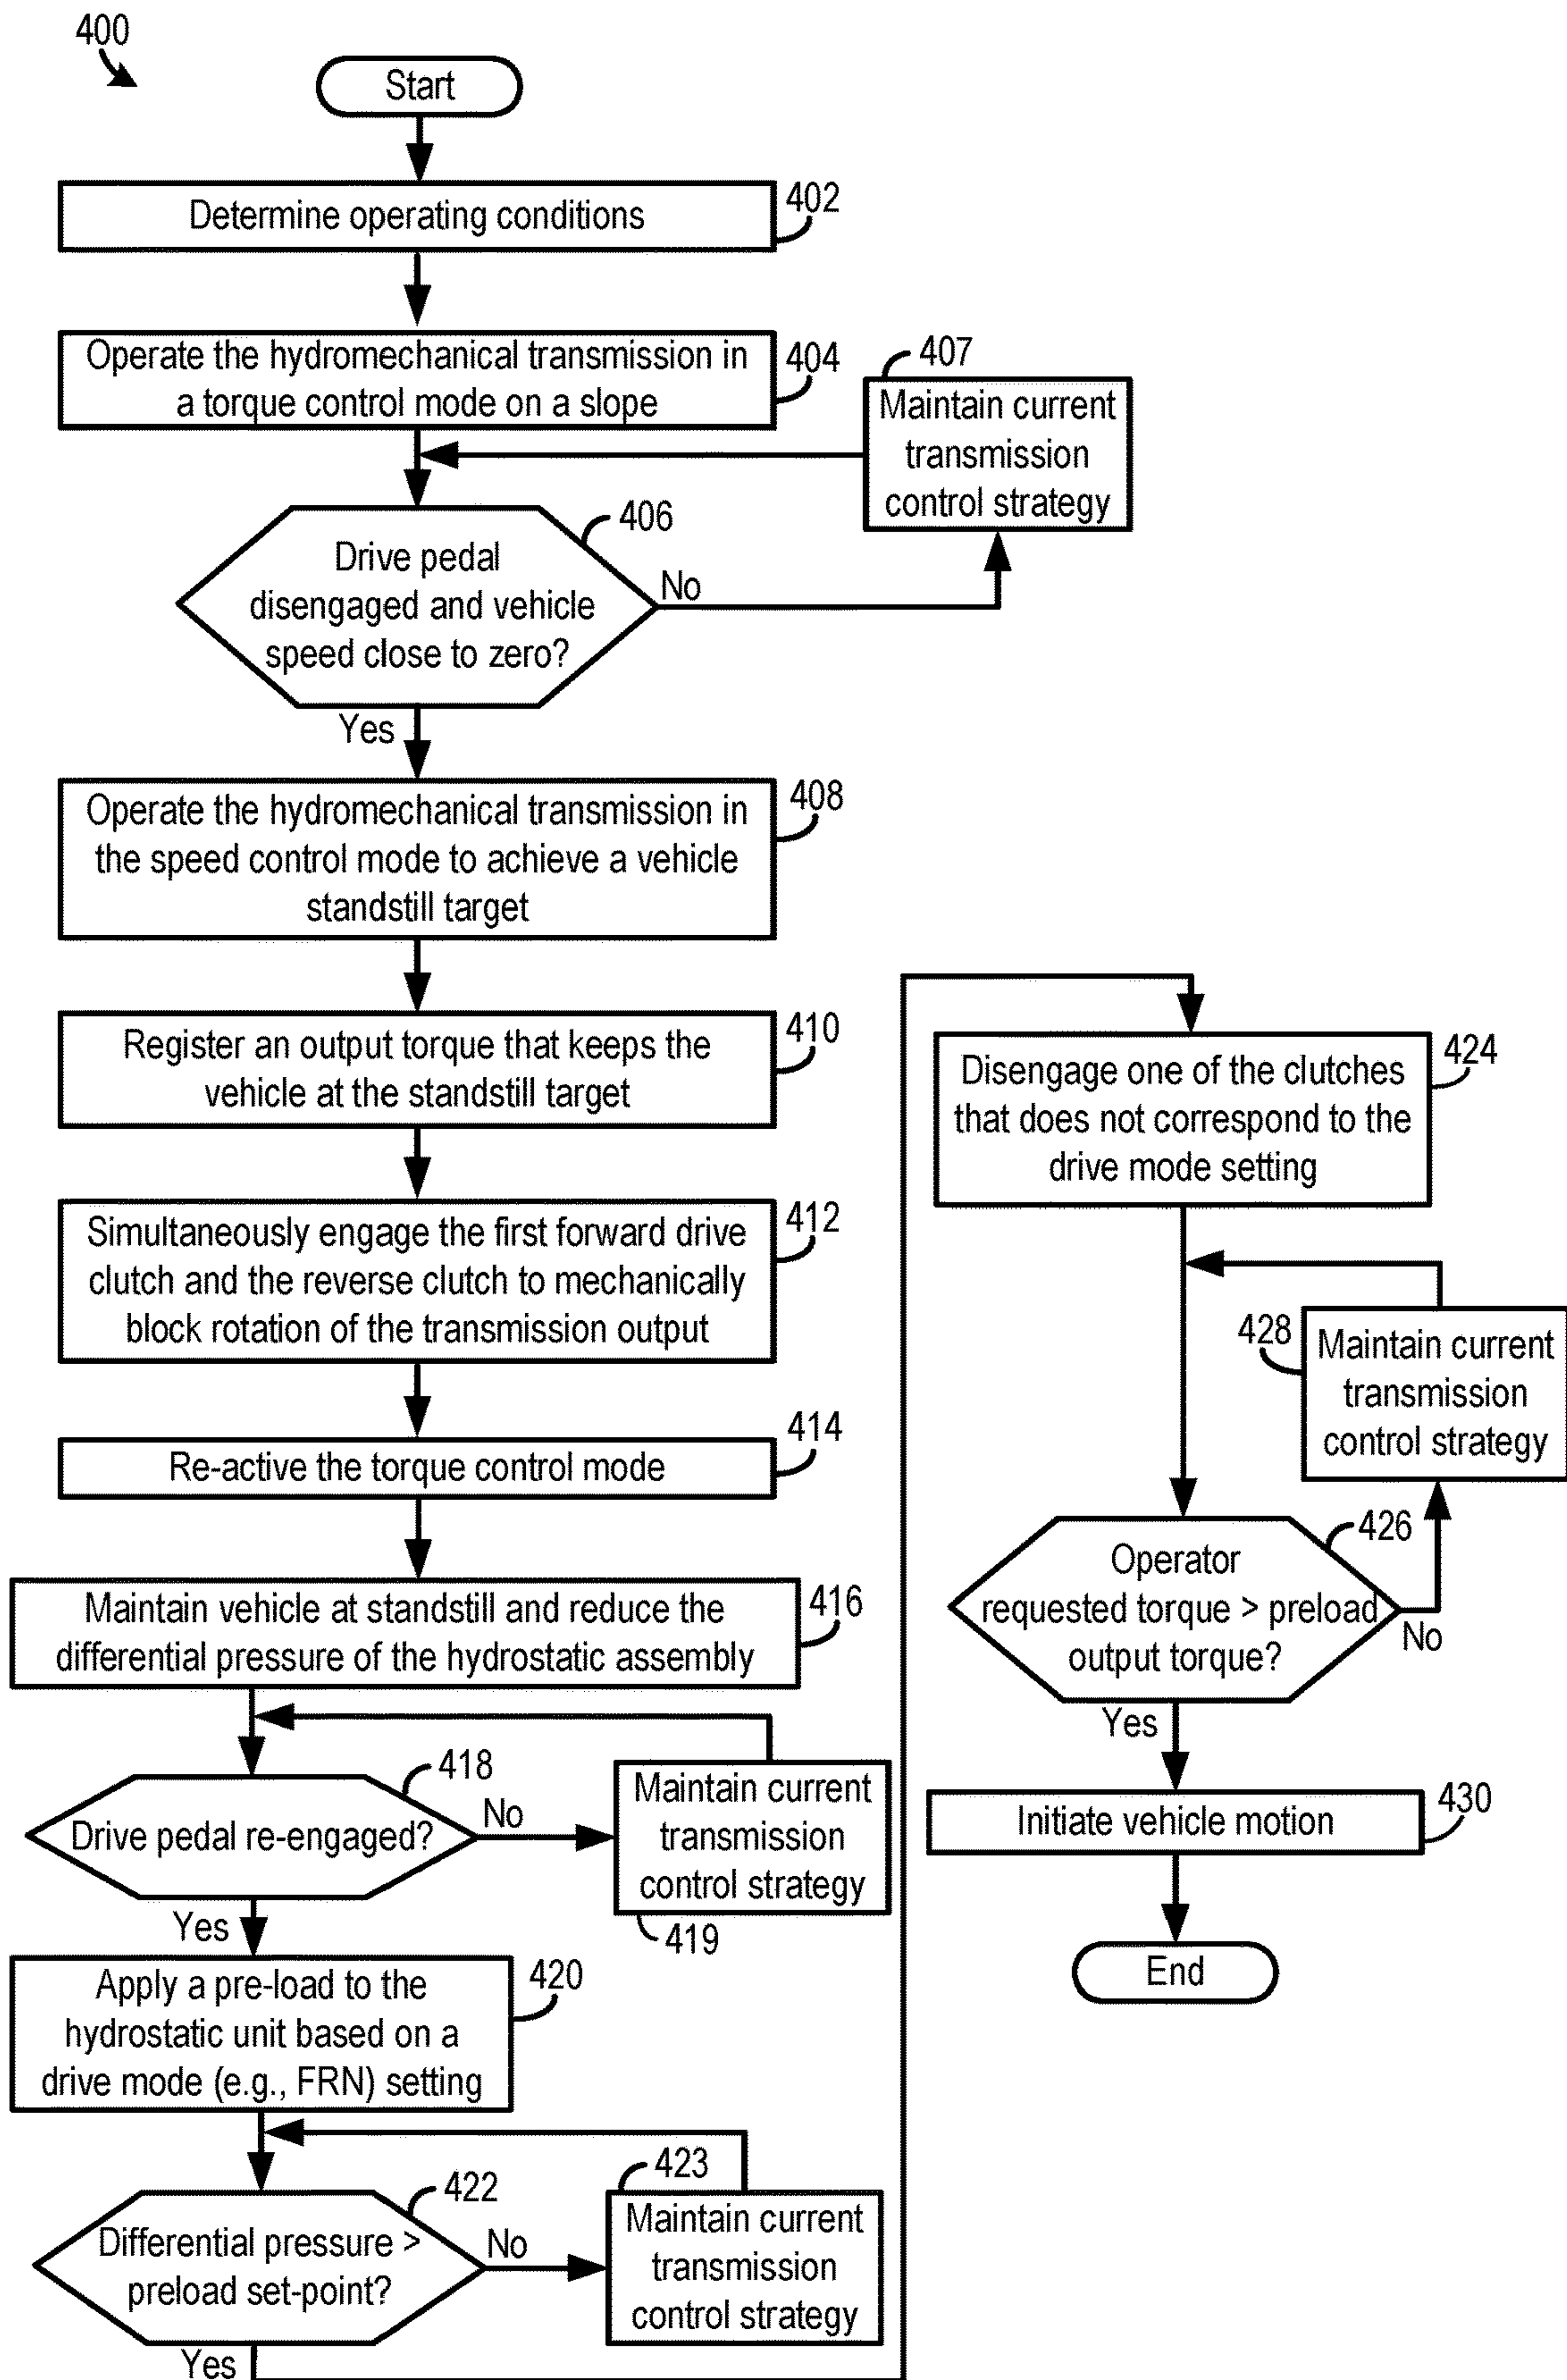 400
Start
Determine operating conditions
402
Operate the hydromechanical transmission in
a torque control mode on a slope
404
407
Maintain current
transmission
control strategy
406
Drive pedal
disengaged and vehicle
speed close to zero?
No
Yes
Operate the hydromechanical transmission in
the speed control mode to achieve a vehicle
standstill target
408
Register an output torque that keeps the
vehicle at the standstill target
410
Simultaneously engage the first forward drive
clutch and the reverse clutch to mechanically
block rotation of the transmission output
412
Re-active the torque control mode
414
Maintain vehicle at standstill and reduce the
differential pressure of the hydrostatic assembly
416
418
Drive pedal re-engaged?
No
Maintain current
transmission
control strategy
419
Yes
Apply a pre-load to the
hydrostatic unit based on a
drive mode (e.g., FRN) setting
420
422
Differential pressure >
preload set-point?
No
423
Maintain current
transmission
control strategy
Yes
Disengage one of the clutches
that does not correspond to the
drive mode setting
424
428
Maintain current
transmission
control strategy
426
Operator
requested torque > preload
output torque?
No
Yes
Initiate vehicle motion
430
End